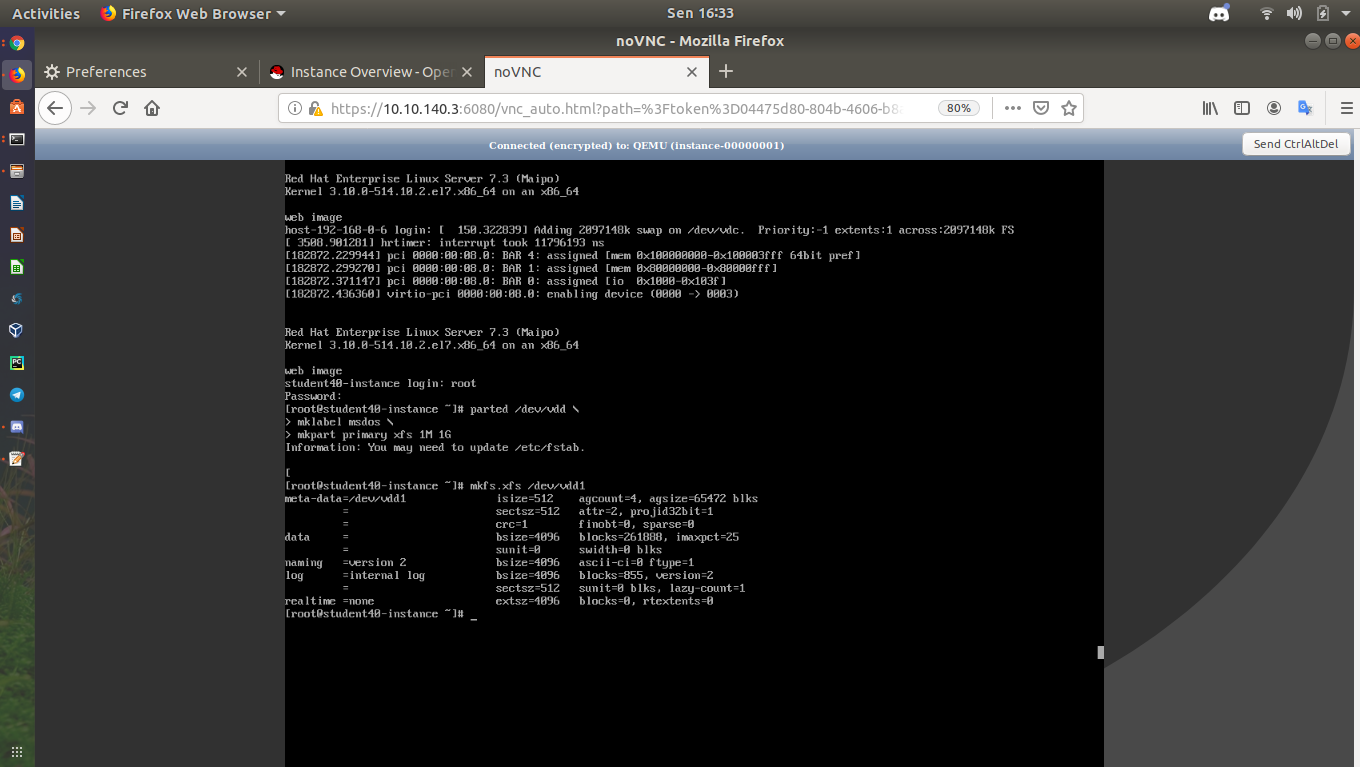 Activities Firefox Web Browser Sen 16:33
noVNC - Mozilla Firefox
Preferences Instance Overview - Oper noVNC
https://10.10.140.3:6080/vnc_auto.html?path=%3Ftoken%3D04475d80-804b-4606-b8 80%
Connected (encrypted) to: QEMU (instance-00000001) Send CtrlAltDel
Red Hat Enterprise Linux Server 7.3 (Maipo)
Kernel 3.10.0-514.10.2.el7.x86_64 on an x86_64
web image
host-192-168-0-6 login: [  150.322839] Adding 2097148k swap on /dev/vdc.  Priority:-1 extents:1 across:2097148k FS
[ 3508.901281] hrtimer: interrupt took 11796193 ns
[182872.229944] pci 0000:00:08.0: BAR 4: assigned [mem 0x100000000-0x100003fff 64bit pref]
[182872.299270] pci 0000:00:08.0: BAR 1: assigned [mem 0x80000000-0x80000fff]
[182872.371147] pci 0000:00:08.0: BAR 0: assigned [io  0x1000-0x103f]
[182872.436360] virtio-pci 0000:00:08.0: enabling device (0000 -> 0003)
Red Hat Enterprise Linux Server 7.3 (Maipo)
Kernel 3.10.0-514.10.2.el7.x86_64 on an x86_64
web image
student40-instance login: root
Password:
[root@student40-instance ~]# parted /dev/vdd \
> mklabel msdos \
> mkpart primary xfs 1M 1G
Information: You may need to update /etc/fstab.
[
[root@student40-instance ~]# mkfs.xfs /dev/vdd1
meta-data=/dev/vdd1 isize=512 agcount=4, agsize=65472 blks
= sectsz=512 attr=2, projid32bit=1
= crc=1 finobt=0, sparse=0
data = bsize=4096 blocks=261888, imaxpct=25
= sunit=0 swidth=0 blks
naming =version 2 bsize=4096 ascii-ci=0 ftype=1
log =internal log bsize=4096 blocks=855, version=2
= sectsz=512 sunit=0 blks, lazy-count=1
realtime =none extsz=4096 blocks=0, rtextents=0
[root@student40-instance ~]# _